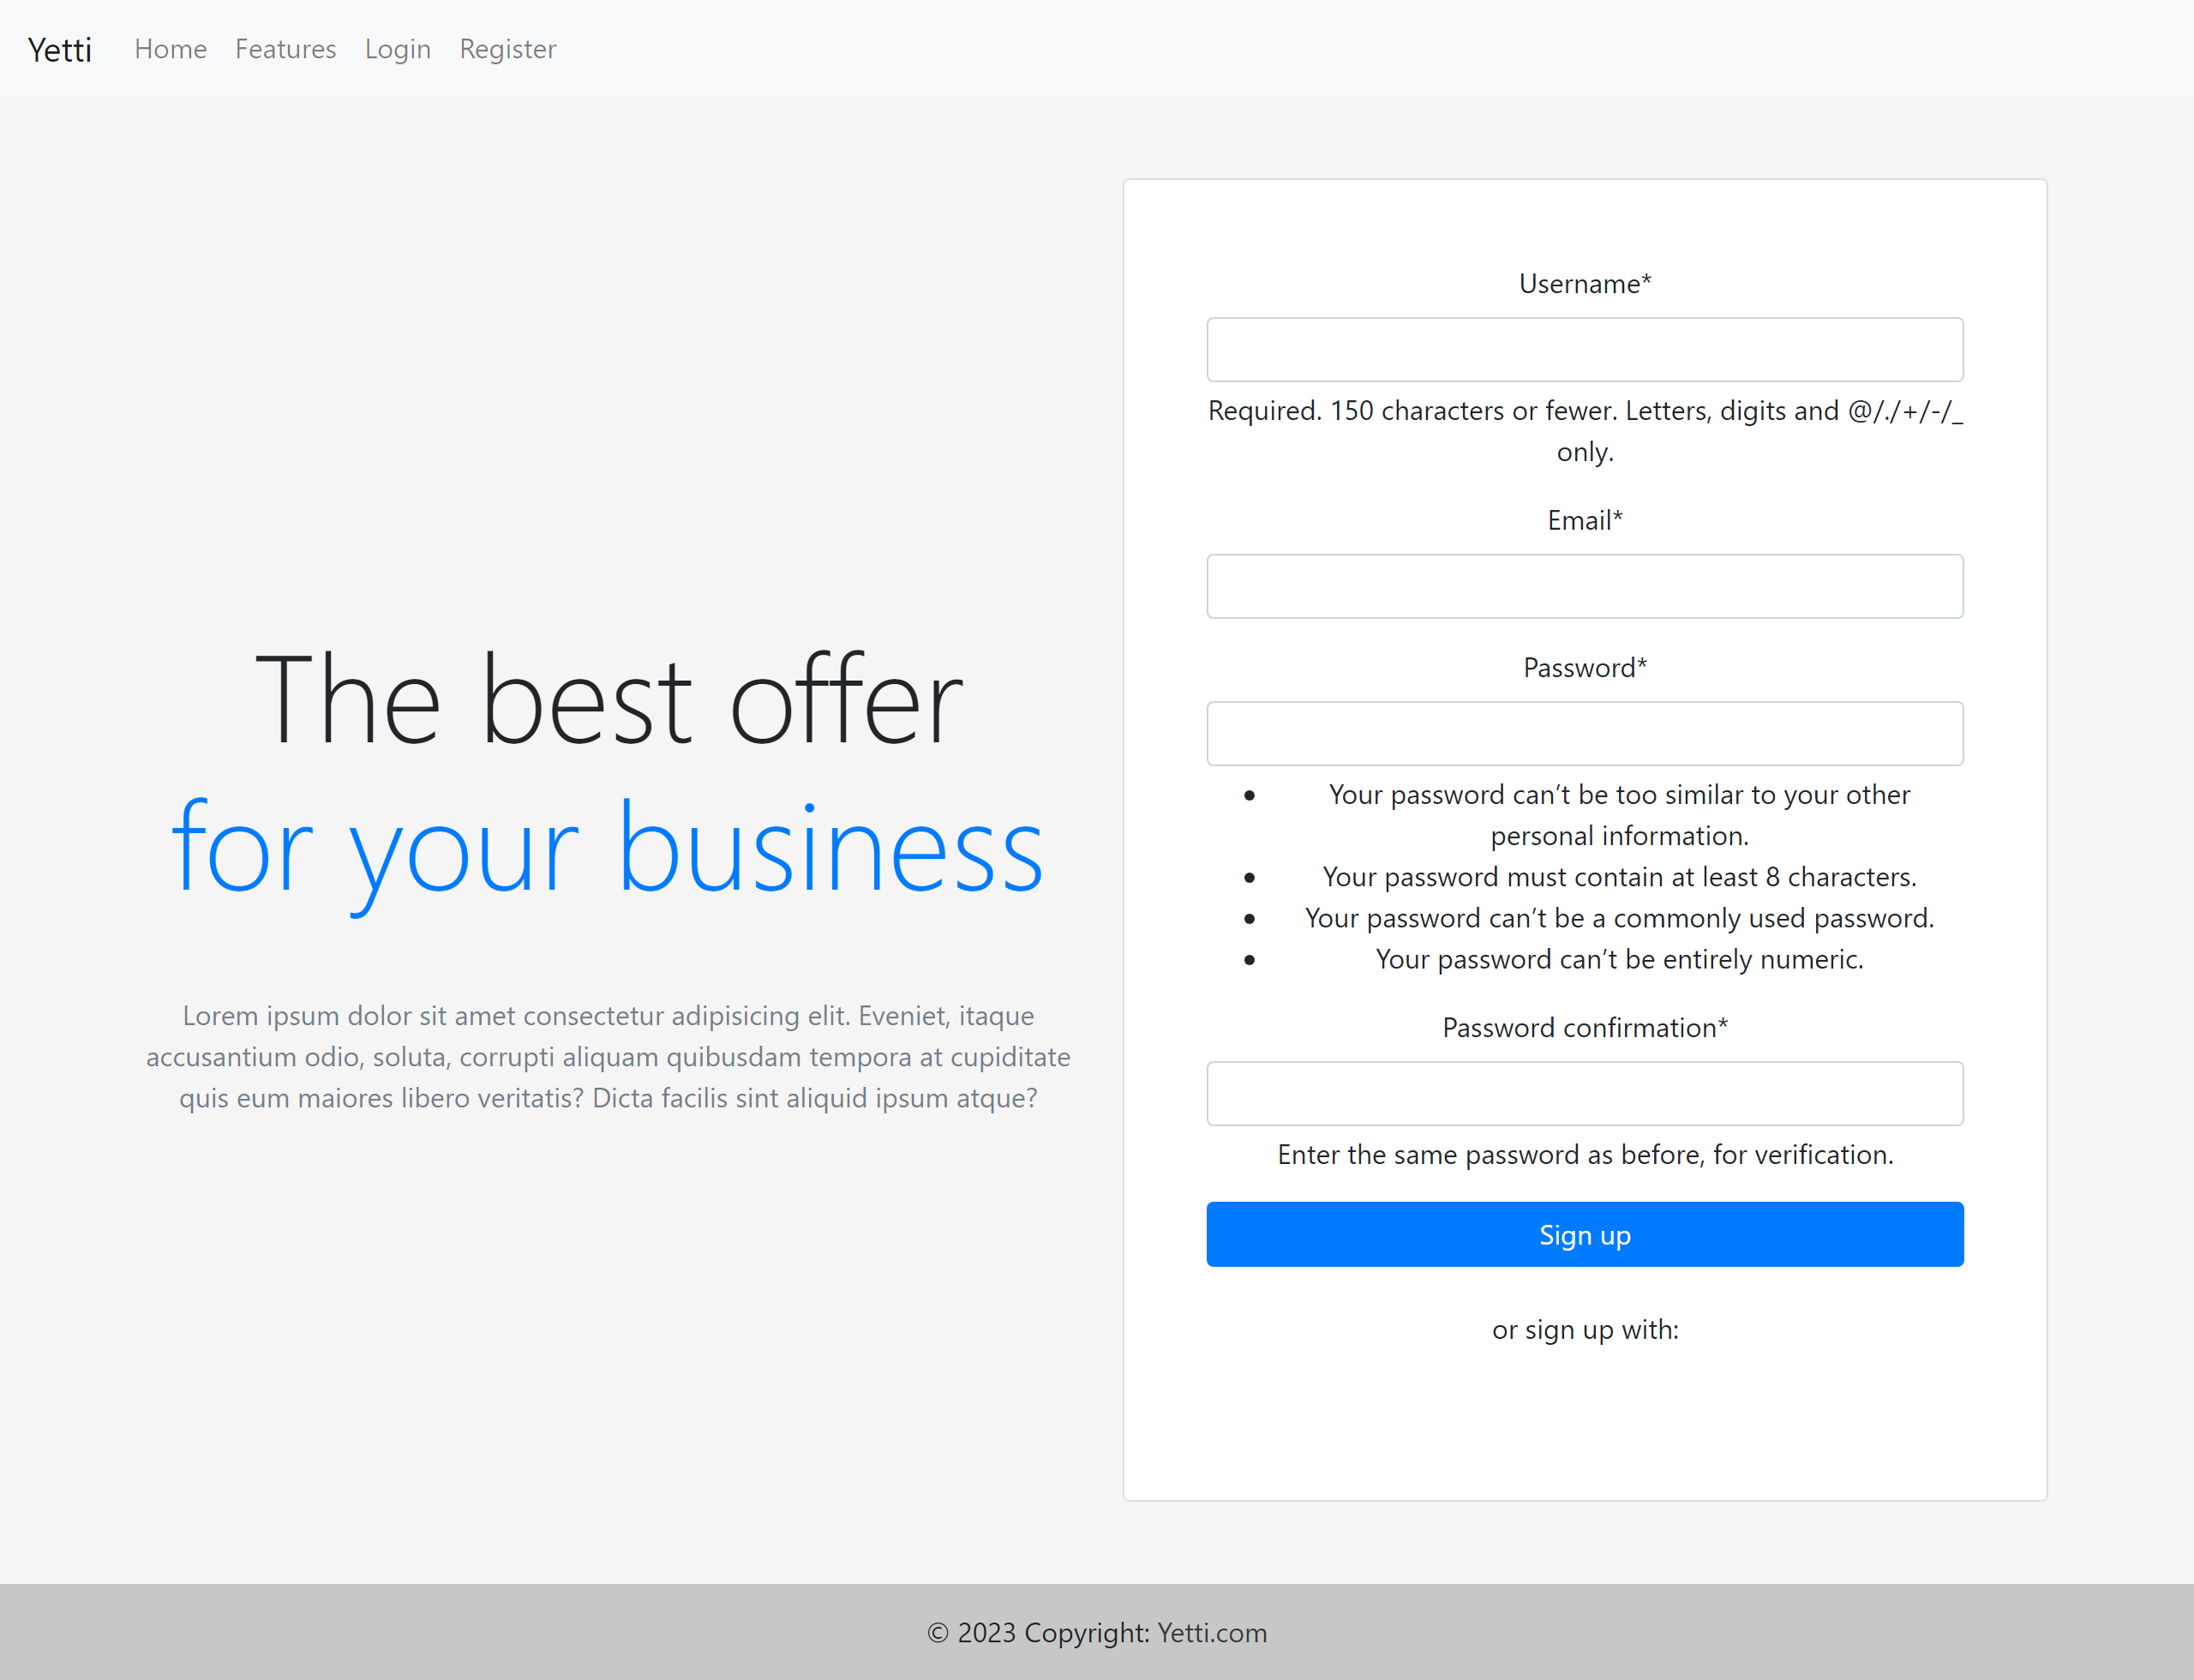 Yetti Home Features Login Register
The best offer
for your business
Lorem ipsum dolor sit amet consectetur adipisicing elit. Eveniet, itaque
accusantium odio, soluta, corrupti aliquam quibusdam tempora at cupiditate
quis eum maiores libero veritatis? Dicta facilis sint aliquid ipsum atque?
Username*
Required. 150 characters or fewer. Letters, digits and @/./+/-/_
only.
Email*
Password*
• Your password can’t be too similar to your other
personal information.
• Your password must contain at least 8 characters.
• Your password can’t be a commonly used password.
• Your password can’t be entirely numeric.
Password confirmation*
Enter the same password as before, for verification.
Sign up
or sign up with:
© 2023 Copyright: Yetti.com